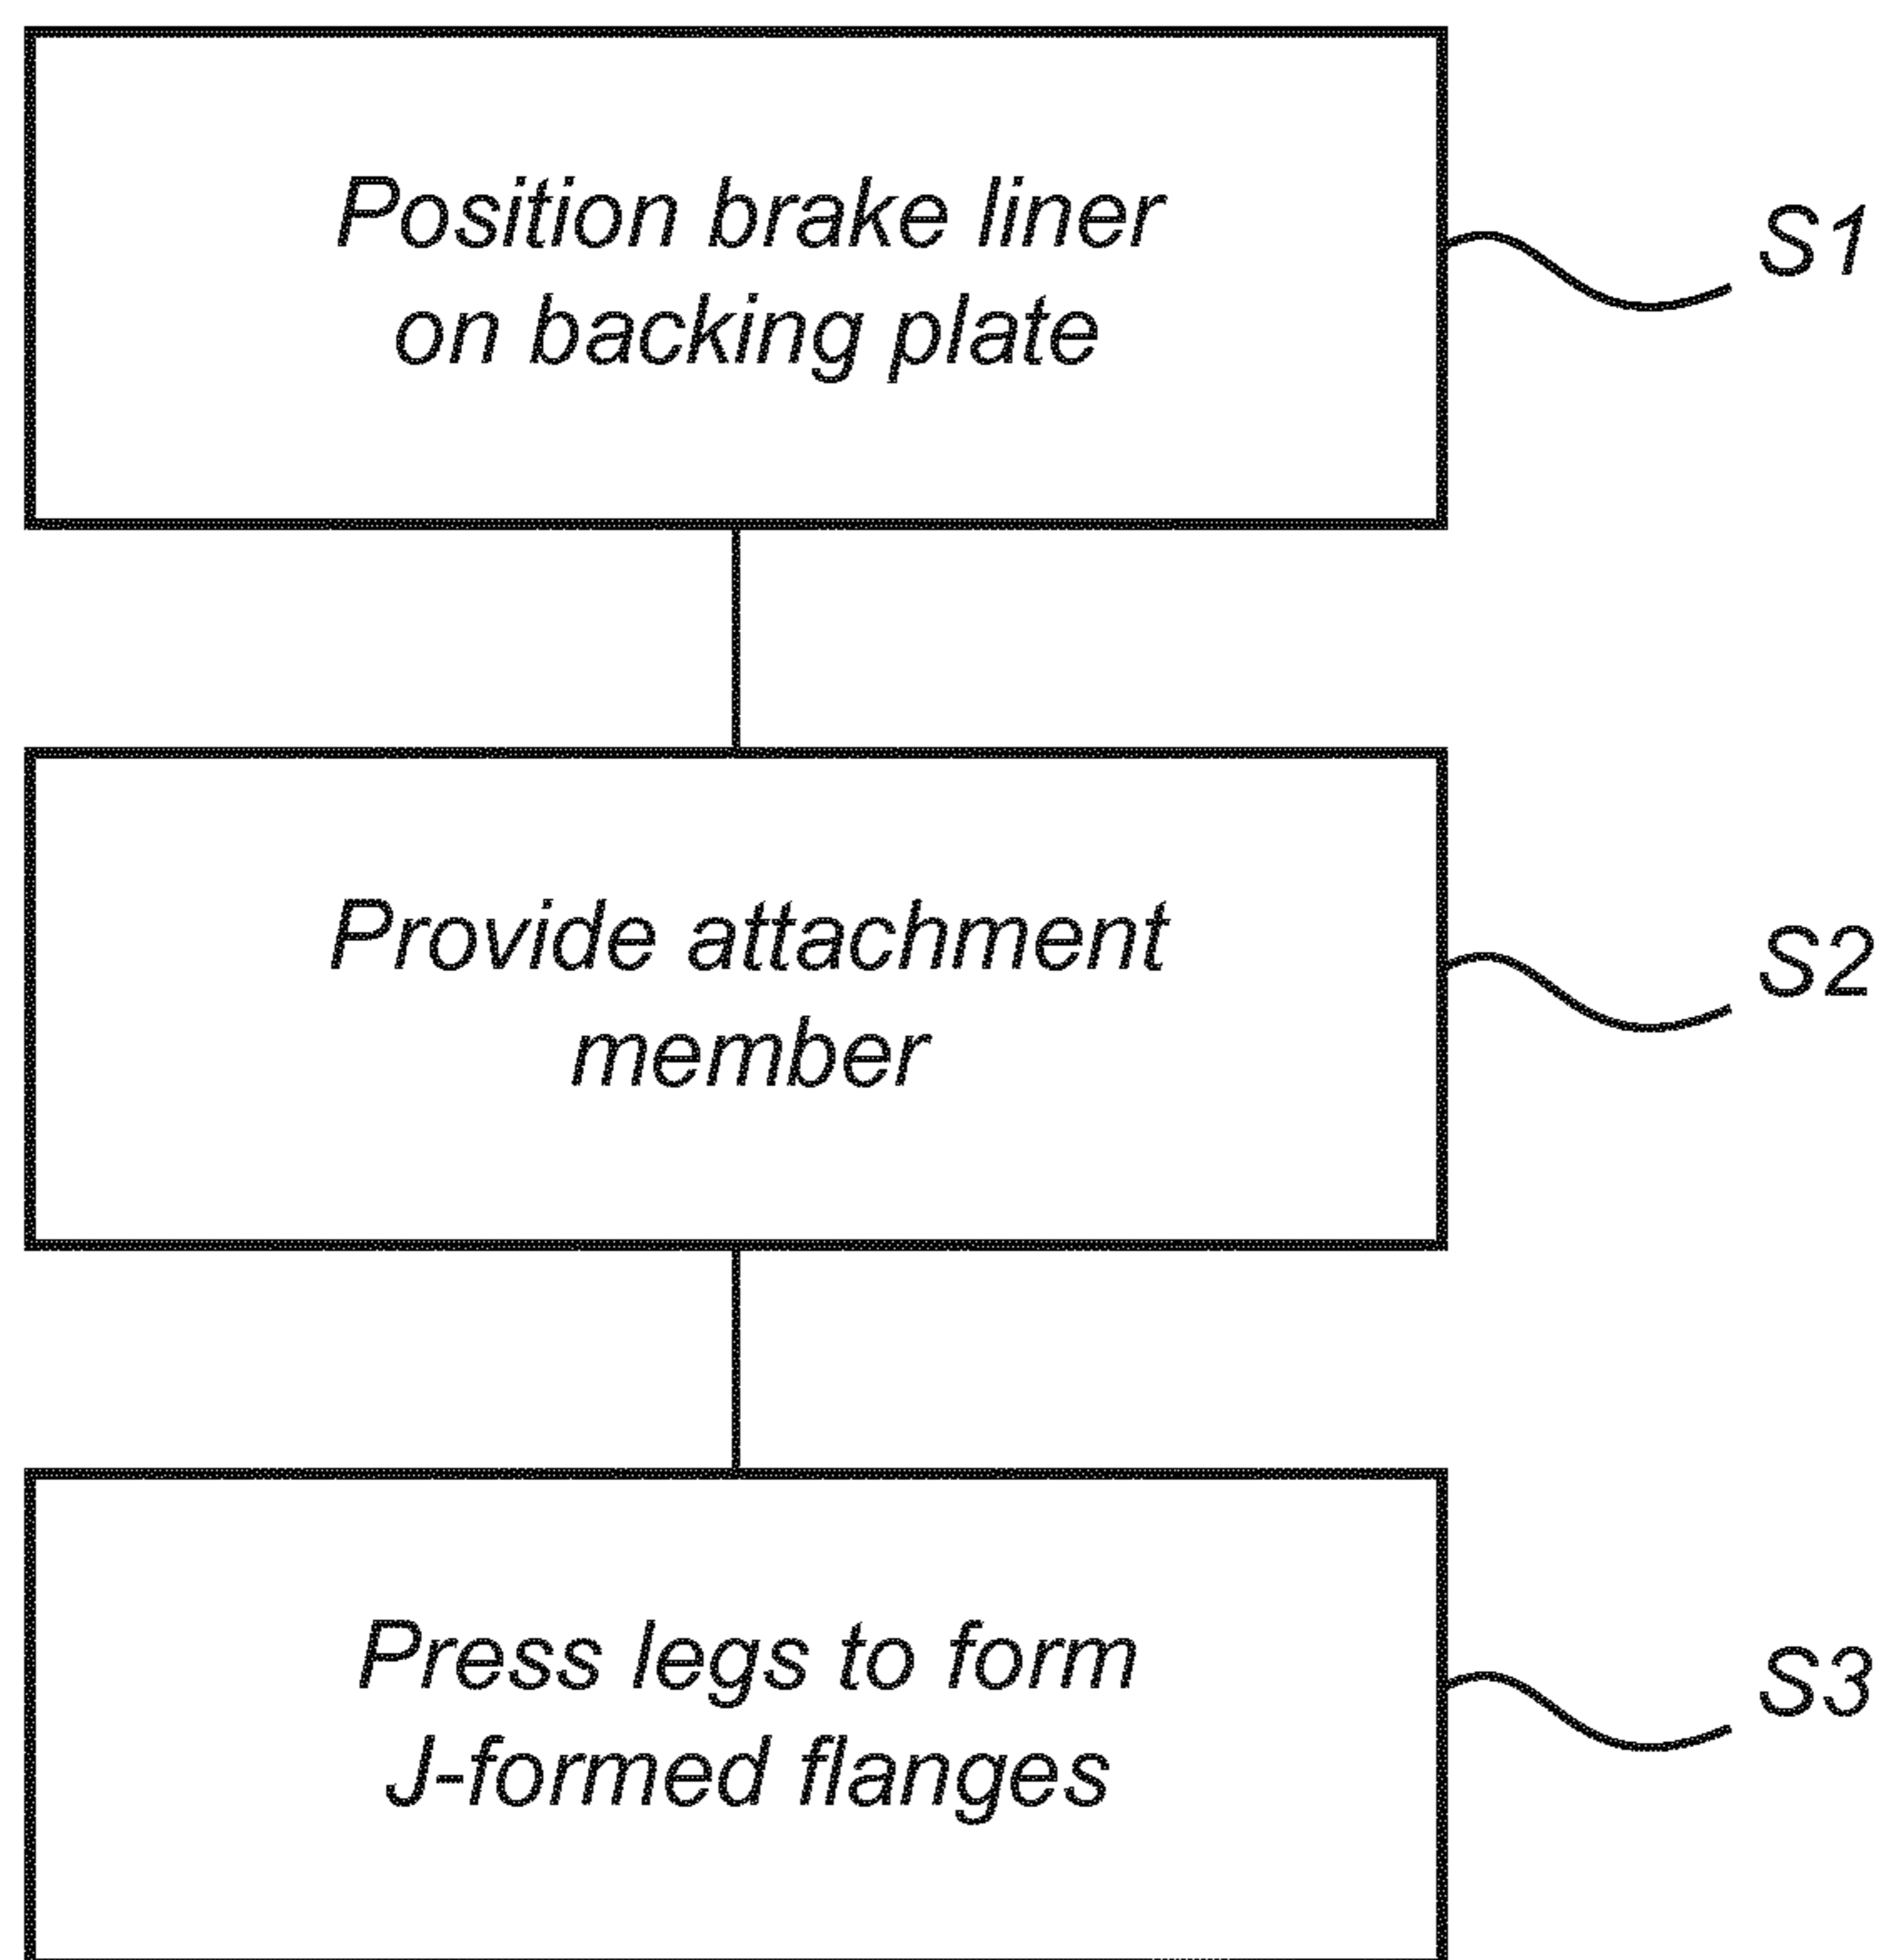 Position brake liner
on backing plate
S1
Provide attachment
member
S2
Press legs to form
J-formed flanges
S3